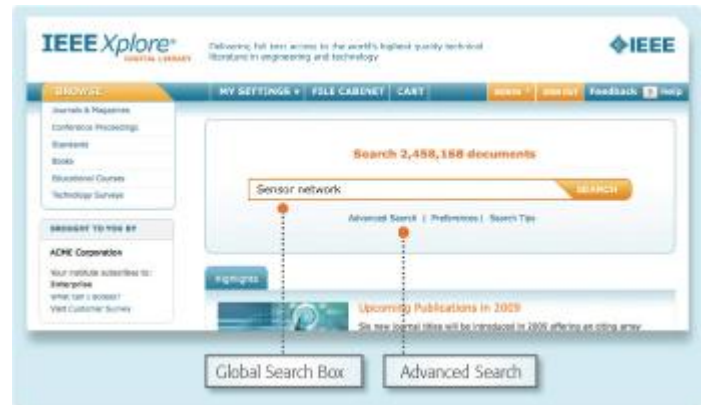 IEEE Xplore®
DIGITAL LIBRARY
Delivering full text access to the world's highest quality technical
literature in engineering and technology
IEEE
BROWSE
MY SETTINGS
FILE CABINET
CART
SIGN OUT
Feedback
? Help
Journals & Magazines
Conference Proceedings
Standards
Books
Educational Courses
Technology Surveys
Search 2,458,168 documents
Sensor network
SEARCH
Advanced Search | Preferences | Search Tips
BROUGHT TO YOU BY
ACME Corporation
Your institute subscribes to:
Enterprise
What can I access?
Visit Customer Survey
Highlights
Upcoming Publications in 2009
Six new journal titles will be introduced in 2009 offering an array
Global Search Box
Advanced Search